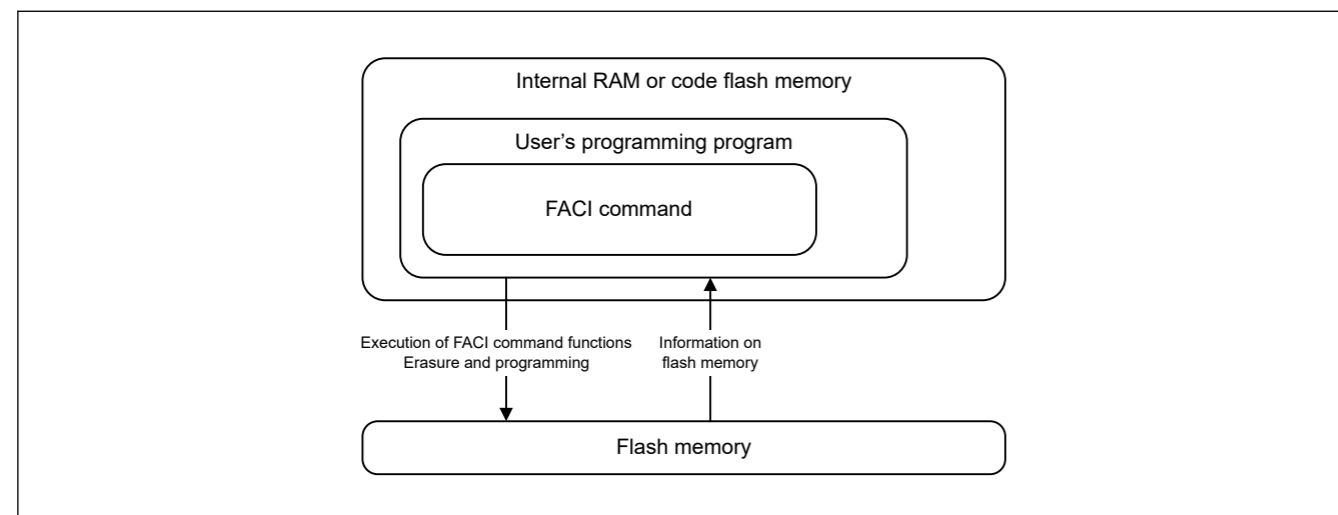 Internal RAM or code flash memory
User’s programming program
FACI command
Execution of FACI command functions
Erasure and programming
Information on
flash memory
Flash memory